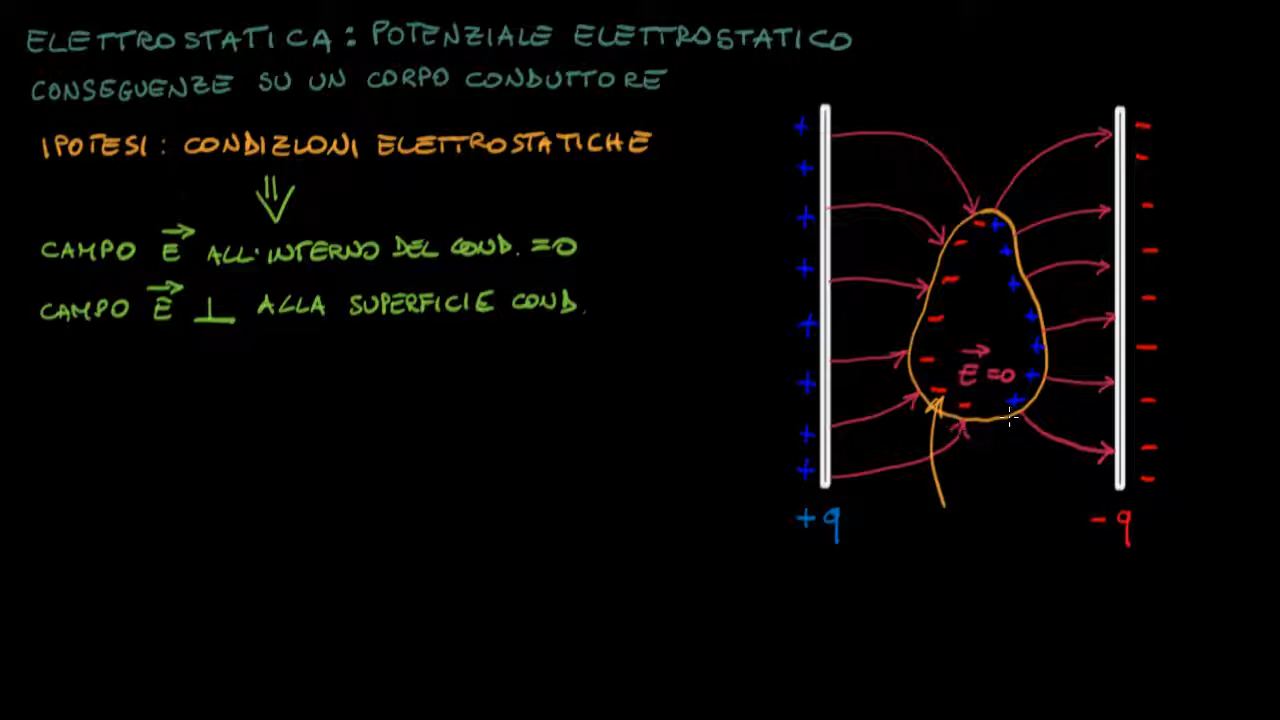 ELETTROSTATICA: POTENZIALE ELETTROSTATICO
CONSEGUENZE SU UN CORPO CONDUTTORE
IPOTESI: CONDIZIONI ELETTROSTATICHE
⇓
CAMPO E⃗ ALL'INTERNO DEL COND. =0
CAMPO E⃗ ⊥ ALLA SUPERFICIE COND.
E⃗ =0
+q
-q